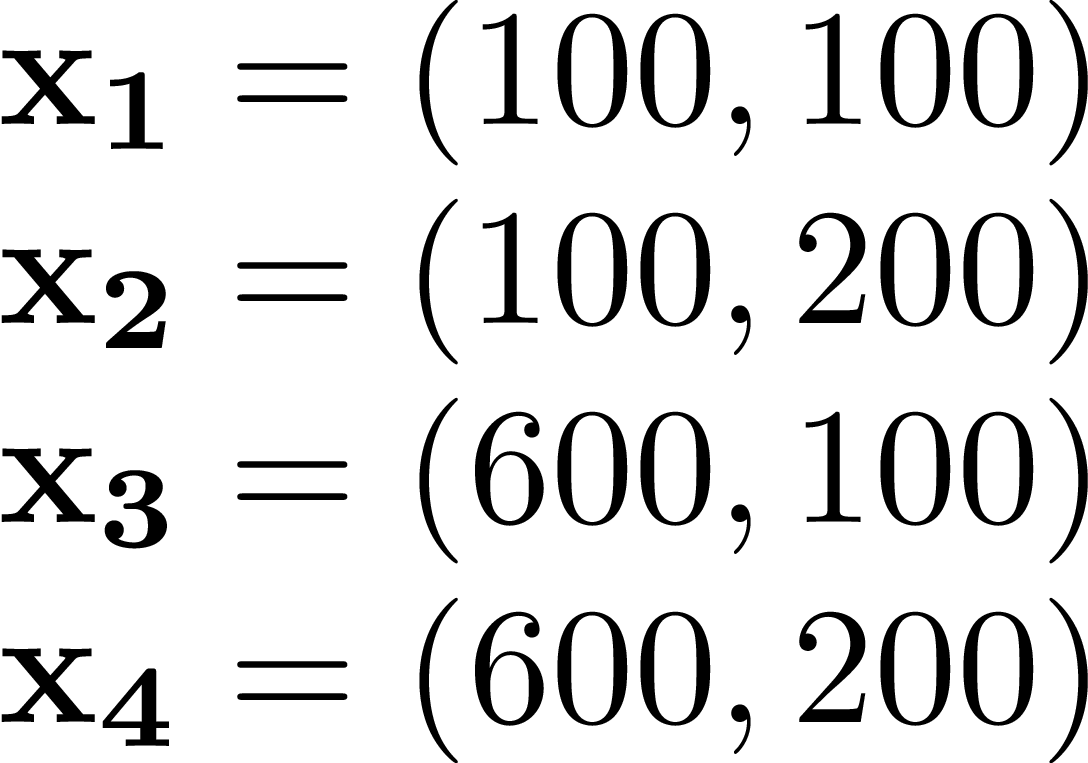 x₁ = (100, 100)
x₂ = (100, 200)
x₃ = (600, 100)
x₄ = (600, 200)